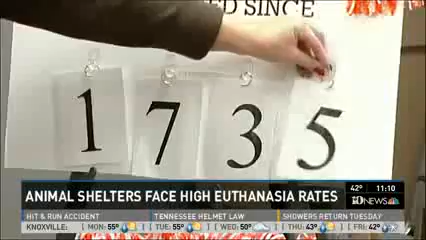 ED SINCE
1 7 3 5
ANIMAL SHELTERS FACE HIGH EUTHANASIA RATES
42° 11:10
10NEWS
HIT & RUN ACCIDENT TENNESSEE HELMET LAW SHOWERS RETURN TUESDAY
KNOXVILLE: MON: 55° TUE: 55° WED: 50° THU: 43° FRI: 42°